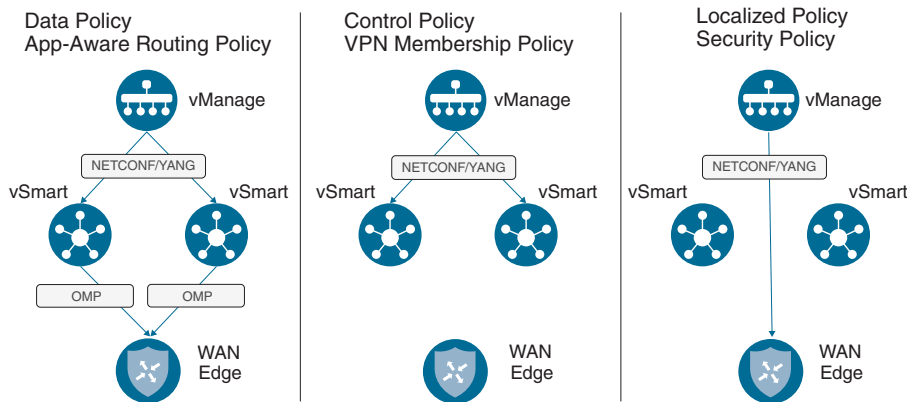 Data Policy
App-Aware Routing Policy
vManage
NETCONF/YANG
vSmart
vSmart
OMP
OMP
WAN
Edge
Control Policy
VPN Membership Policy
vManage
NETCONF/YANG
vSmart
vSmart
WAN
Edge
Localized Policy
Security Policy
vManage
NETCONF/YANG
vSmart
vSmart
WAN
Edge